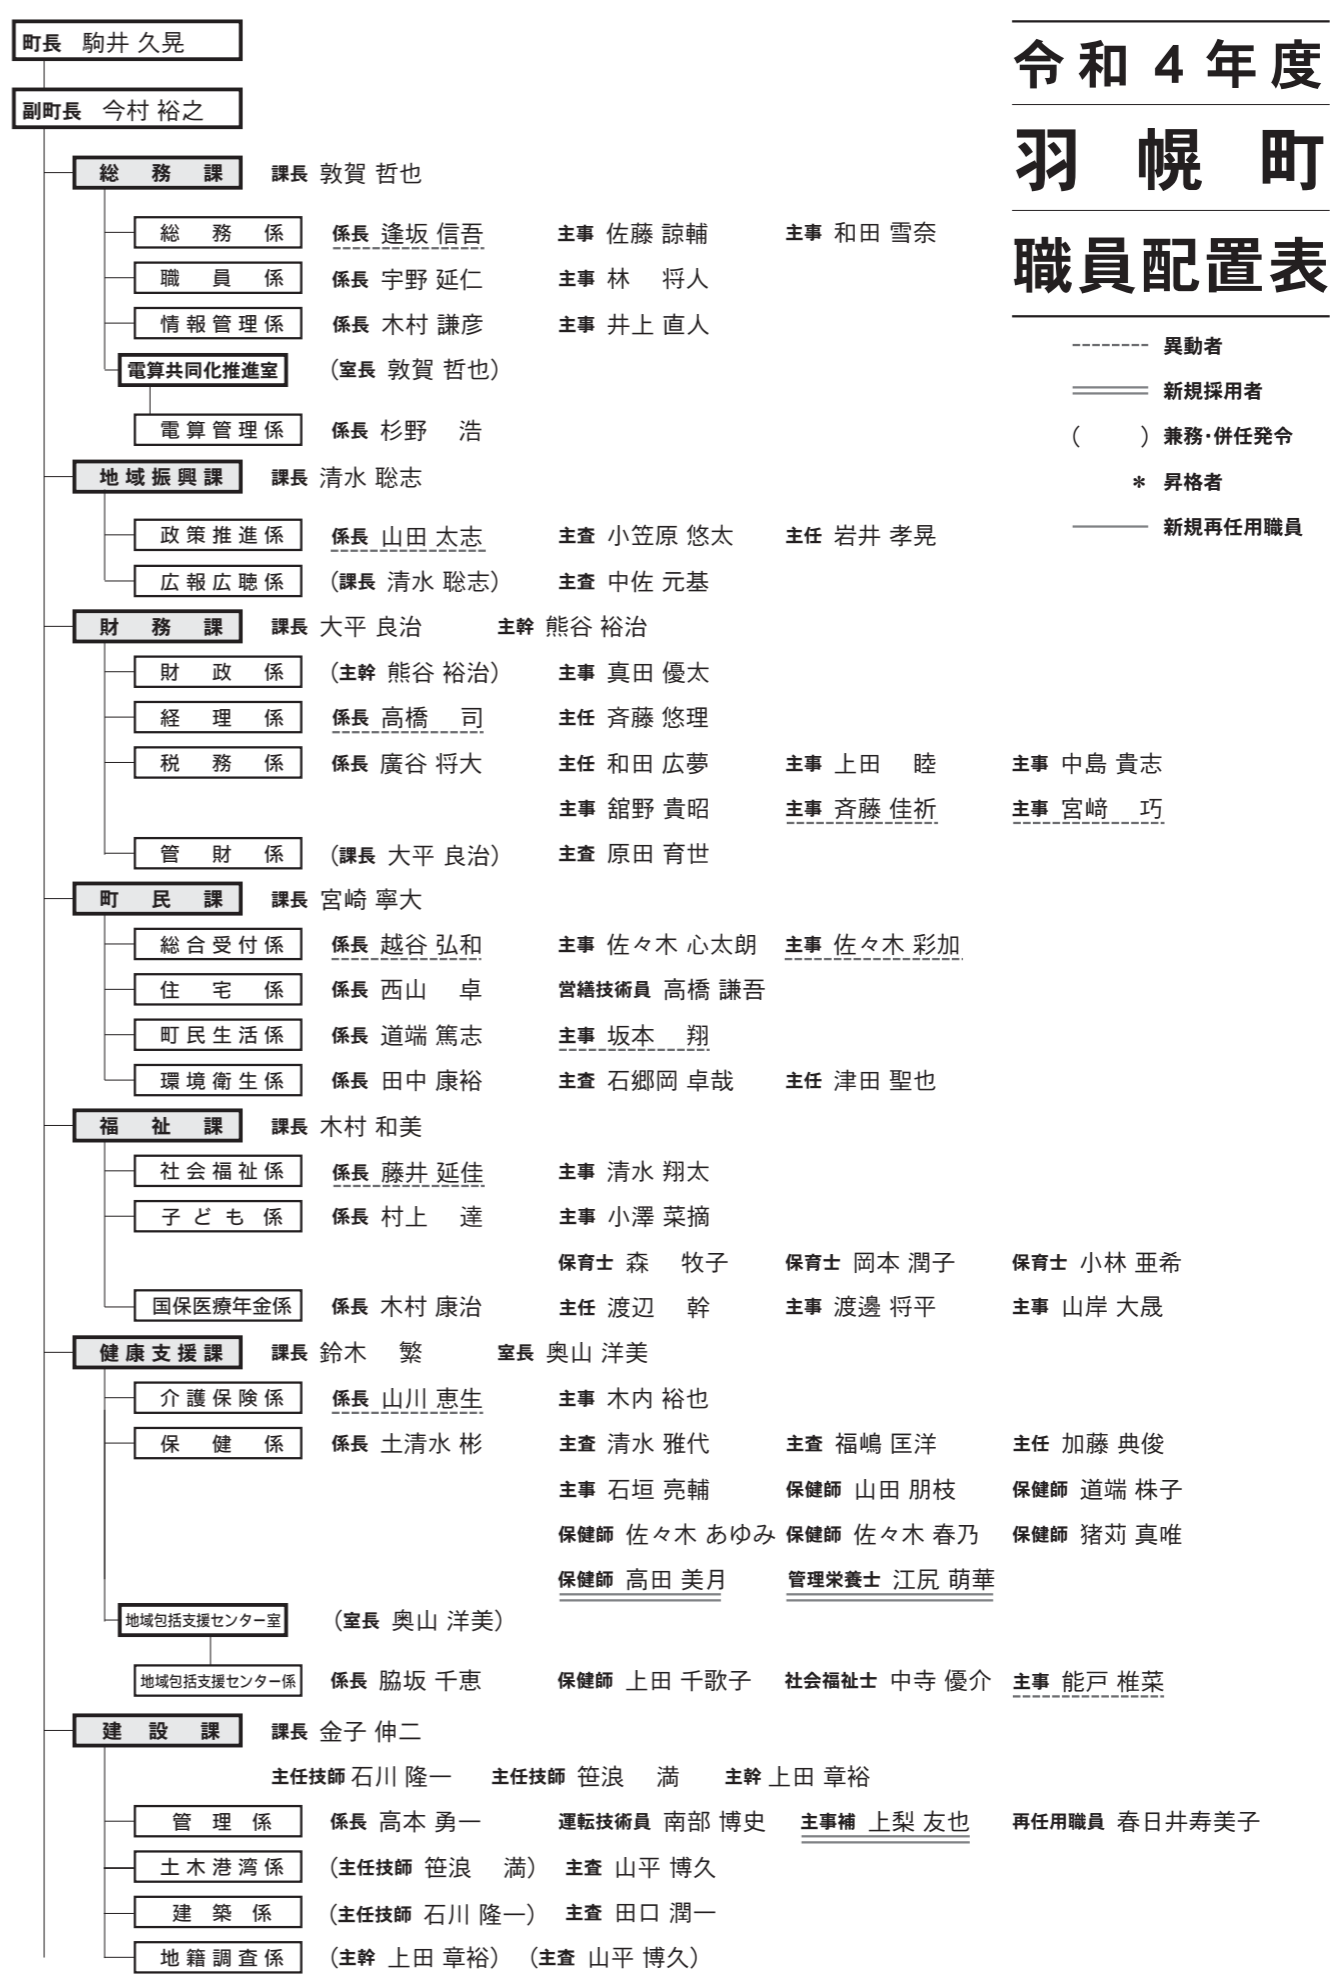 令和4年度
羽幌町
職員配置表
異動者
新規採用者
(　　) 兼務・併任発令
* 昇格者
新規再任用職員
町長 駒井 久晃
副町長 今村 裕之
総務課 課長 敦賀 哲也
総務係 係長 逢坂 信吾 主事 佐藤 諒輔 主事 和田 雪奈
職員係 係長 宇野 延仁 主事 林 将人
情報管理係 係長 木村 謙彦 主事 井上 直人
電算共同化推進室 (室長 敦賀 哲也)
電算管理係 係長 杉野 浩
地域振興課 課長 清水 聡志
政策推進係 係長 山田 太志 主査 小笠原 悠太 主任 岩井 孝晃
広報広聴係 (課長 清水 聡志) 主査 中佐 元基
財務課 課長 大平 良治 主幹 熊谷 裕治
財政係 (主幹 熊谷 裕治) 主事 真田 優太
経理係 係長 高橋 司 主任 斉藤 悠理
税務係 係長 廣谷 将大 主任 和田 広夢 主事 上田 睦 主事 中島 貴志
主事 舘野 貴昭 主事 斉藤 佳祈 主事 宮﨑 巧
管財係 (課長 大平 良治) 主査 原田 育世
町民課 課長 宮崎 寧大
総合受付係 係長 越谷 弘和 主事 佐々木 心太朗 主事 佐々木 彩加
住宅係 係長 西山 卓 営繕技術員 高橋 謙吾
町民生活係 係長 道端 篤志 主事 坂本 翔
環境衛生係 係長 田中 康裕 主査 石郷岡 卓哉 主任 津田 聖也
福祉課 課長 木村 和美
社会福祉係 係長 藤井 延佳 主事 清水 翔太
子ども係 係長 村上 達 主事 小澤 菜摘
保育士 森 牧子 保育士 岡本 潤子 保育士 小林 亜希
国保医療年金係 係長 木村 康治 主任 渡辺 幹 主事 渡邊 将平 主事 山岸 大晟
健康支援課 課長 鈴木 繁 室長 奥山 洋美
介護保険係 係長 山川 恵生 主事 木内 裕也
保健係 係長 土清水 彬 主査 清水 雅代 主査 福嶋 匡洋 主任 加藤 典俊
主事 石垣 亮輔 保健師 山田 朋枝 保健師 道端 株子
保健師 佐々木 あゆみ 保健師 佐々木 春乃 保健師 猪苅 真唯
保健師 高田 美月 管理栄養士 江尻 萌華
地域包括支援センター室 (室長 奥山 洋美)
地域包括支援センター係 係長 脇坂 千恵 保健師 上田 千歌子 社会福祉士 中寺 優介 主事 能戸 椎菜
建設課 課長 金子 伸二
主任技師 石川 隆一 主任技師 笹浪 満 主幹 上田 章裕
管理係 係長 高本 勇一 運転技術員 南部 博史 主事補 上梨 友也 再任用職員 春日井寿美子
土木港湾係 (主任技師 笹浪 満) 主査 山平 博久
建築係 (主任技師 石川 隆一) 主査 田口 潤一
地籍調査係 (主幹 上田 章裕) (主査 山平 博久)